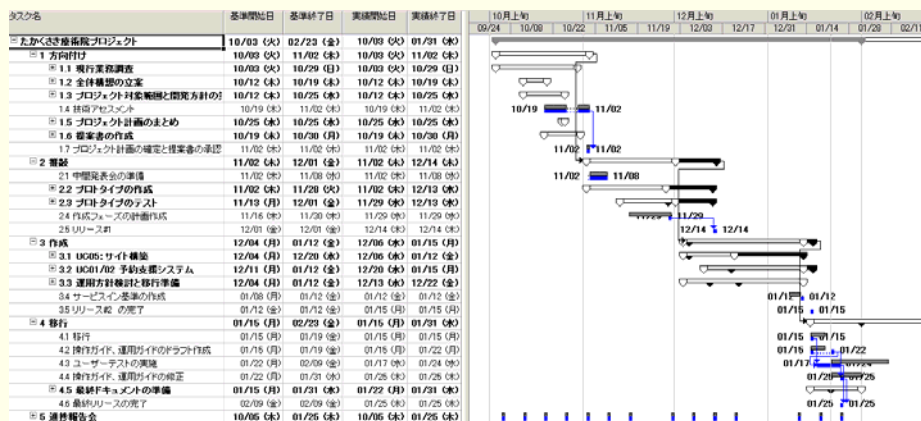 タスク名 基準開始日 基準終了日 実績開始日 実績終了日 10月上旬 11月上旬 12月上旬 01月上旬 02月上旬
09/24 10/08 10/22 11/05 11/19 12/03 12/17 12/31 01/14 01/28 02/11
たかくさき療術院プロジェクト 10/03 (火) 02/23 (金) 10/03 (火) 01/31 (水)
1 方向付け 10/03 (火) 11/02 (木) 10/03 (火) 11/02 (木)
1.1 現行業務調査 10/03 (火) 10/29 (日) 10/03 (火) 10/29 (日)
1.2 全体構想の立案 10/12 (木) 10/19 (木) 10/12 (木) 10/19 (木)
1.3 プロジェクト対象範囲と開発方針の 10/12 (木) 10/25 (水) 10/12 (木) 10/25 (水)
1.4 技術アセスメント 10/19 (木) 11/02 (木) 10/19 (木) 11/02 (木) 10/19 11/02
1.5 プロジェクト計画のまとめ 10/25 (水) 10/25 (水) 10/25 (水) 10/25 (水)
1.6 提案書の作成 10/19 (木) 10/30 (月) 10/19 (木) 10/30 (月)
1.7 プロジェクト計画の確定と提案書の承認 11/02 (木) 11/02 (木) 11/02 (木) 11/02 (木) 11/02 11/02
2 推敲 11/02 (木) 12/01 (金) 11/02 (木) 12/14 (木)
2.1 中間発表会の準備 11/02 (木) 11/08 (水) 11/02 (木) 11/08 (水) 11/02 11/08
2.2 プロトタイプの作成 11/02 (木) 11/28 (火) 11/02 (木) 12/13 (水)
2.3 プロトタイプのテスト 11/13 (月) 12/01 (金) 11/29 (水) 12/13 (水)
2.4 作成フェーズの計画作成 11/16 (木) 11/30 (木) 11/29 (水) 11/29 (水) 11/29 11/29
2.5 リリース#1 12/01 (金) 12/01 (金) 12/14 (木) 12/14 (木) 12/14 12/14
3 作成 12/04 (月) 01/12 (金) 12/06 (水) 01/15 (月)
3.1 UC05: サイト構築 12/04 (月) 12/20 (水) 12/06 (水) 01/12 (金)
3.2 UC01/02 予約支援システム 12/11 (月) 01/12 (金) 12/20 (水) 01/15 (月)
3.3 運用方針検討と移行準備 12/04 (月) 01/12 (金) 12/13 (水) 12/22 (金)
3.4 サービスイン基準の作成 01/08 (月) 01/12 (金) 01/12 (金) 01/12 (金) 01/12 01/12
3.5 リリース#2 の完了 01/12 (金) 01/12 (金) 01/15 (月) 01/15 (月) 01/15 01/15
4 移行 01/15 (月) 02/23 (金) 01/15 (月) 01/31 (水)
4.1 移行 01/15 (月) 01/19 (金) 01/15 (月) 01/15 (月) 01/15 01/15
4.2 操作ガイド、運用ガイドのドラフト作成 01/15 (月) 01/19 (金) 01/15 (月) 01/22 (月) 01/15 01/22
4.3 ユーザーテストの実施 01/22 (月) 02/09 (金) 01/17 (水) 01/24 (水) 01/17 01/24
4.4 操作ガイド、運用ガイドの修正 01/22 (月) 01/31 (水) 01/25 (木) 01/25 (木) 01/25 01/25
4.5 最終ドキュメントの準備 01/15 (月) 01/31 (水) 01/22 (月) 01/31 (水)
4.6 最終リリースの完了 02/09 (金) 02/09 (金) 01/25 (木) 01/25 (木) 01/25 01/25
5 進捗報告会 10/05 (木) 01/25 (木) 10/05 (木) 01/25 (木)